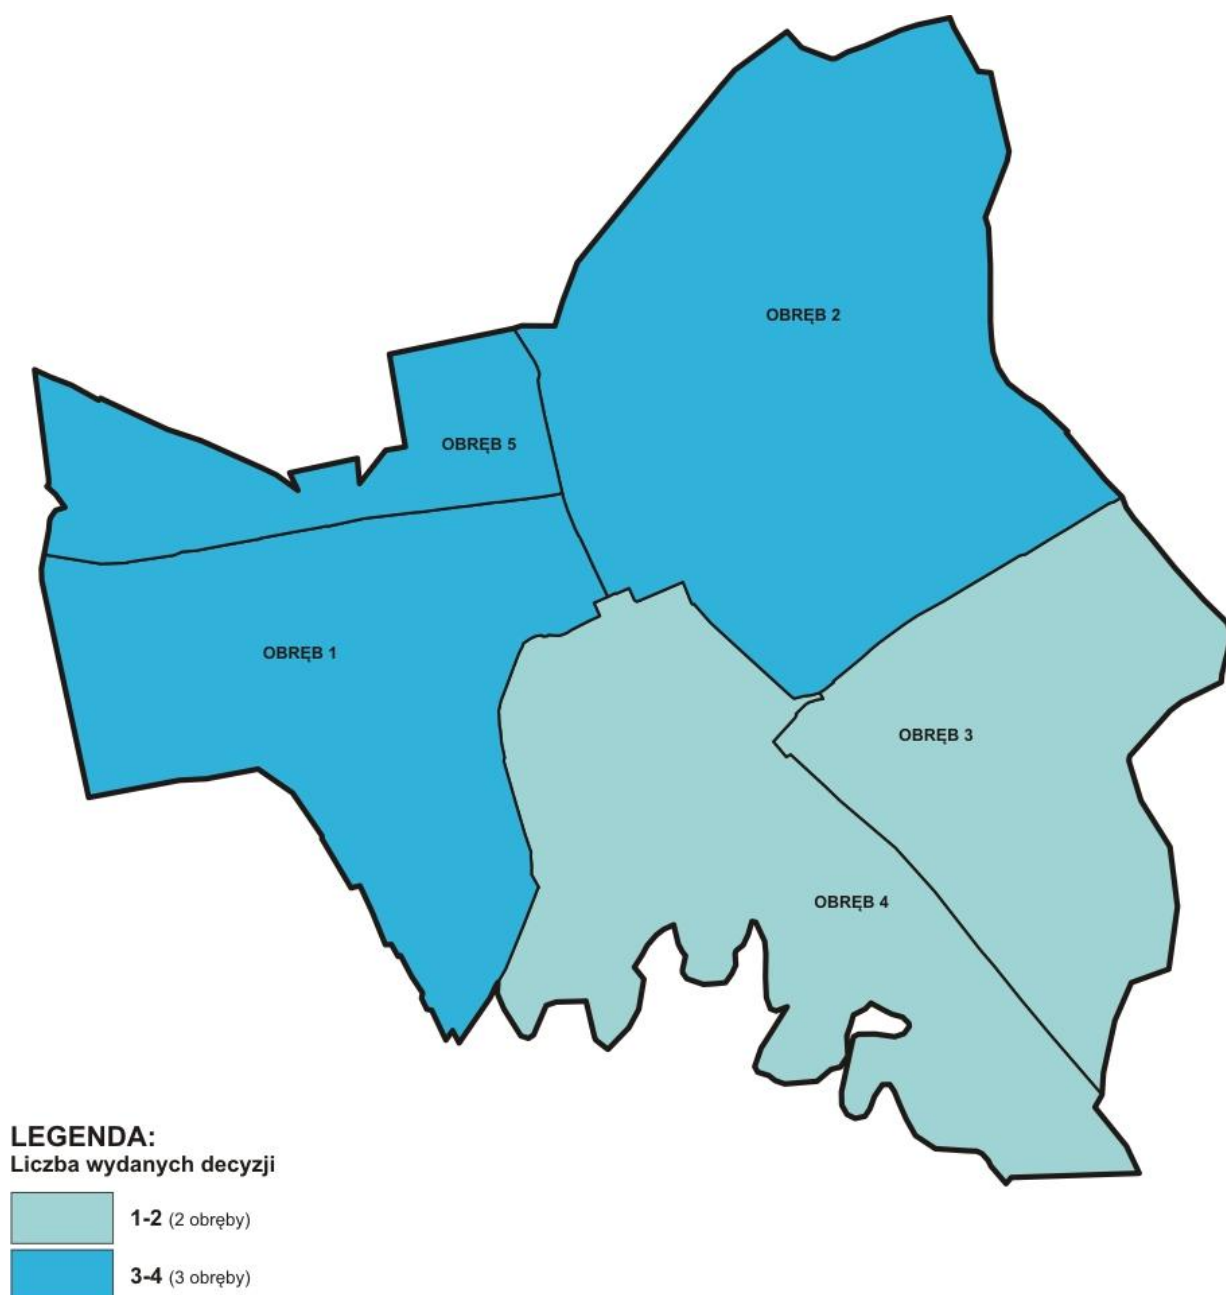 OBRĘB 2
OBRĘB 5
OBRĘB 1
OBRĘB 3
OBRĘB 4
LEGENDA:
Liczba wydanych decyzji
1-2 (2 obręby)
3-4 (3 obręby)